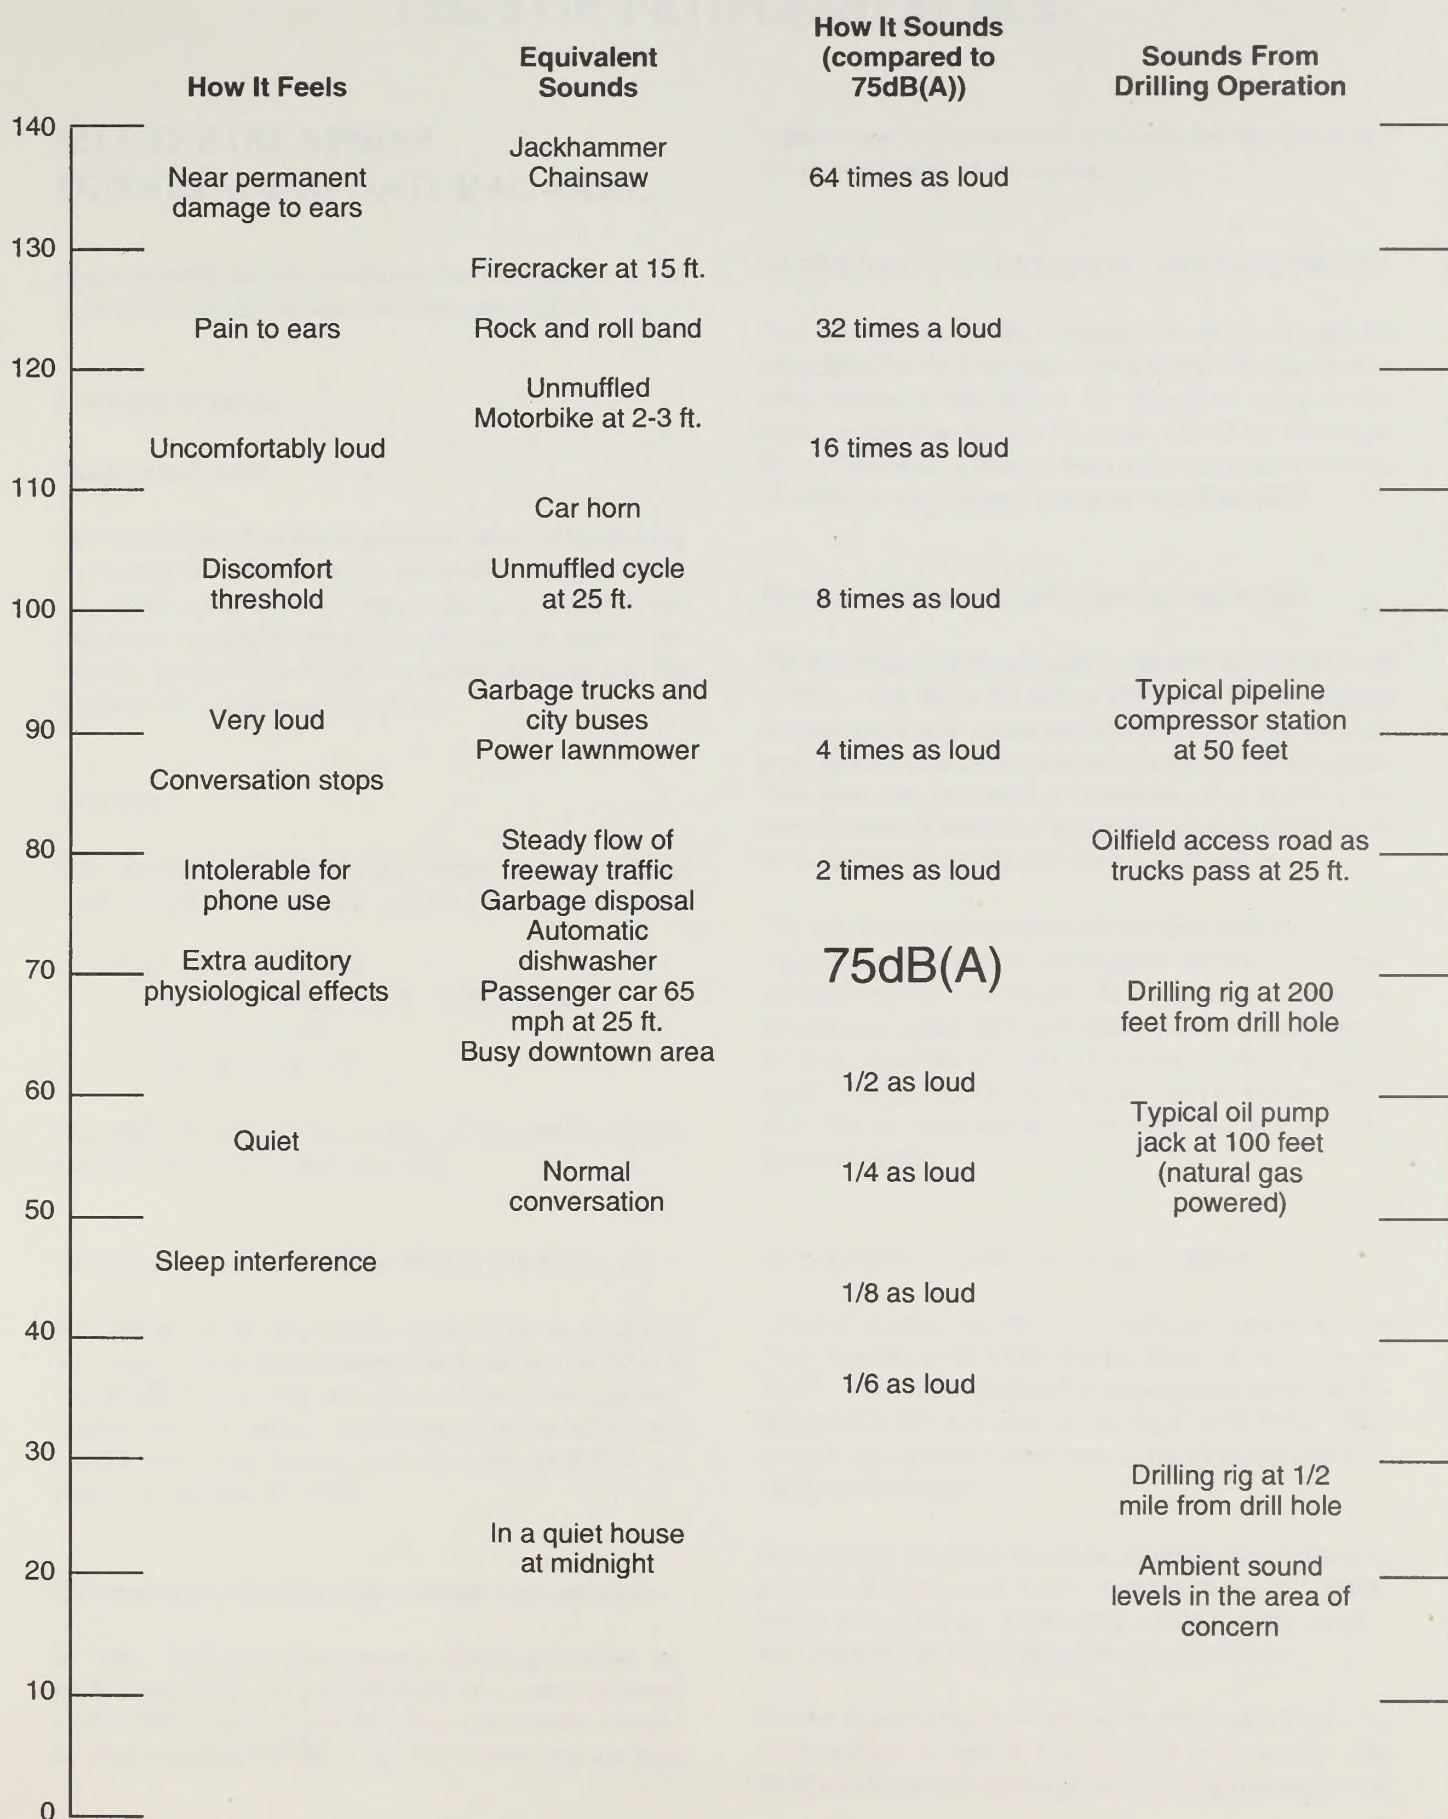 How It Feels
Equivalent
Sounds
How It Sounds
(compared to
75dB(A))
Sounds From
Drilling Operation
140
Jackhammer
Chainsaw
Near permanent
damage to ears
64 times as loud
130
Firecracker at 15 ft.
Pain to ears
Rock and roll band
32 times a loud
120
Unmuffled
Motorbike at 2-3 ft.
Uncomfortably loud
16 times as loud
110
Car horn
Discomfort
threshold
Unmuffled cycle
at 25 ft.
8 times as loud
100
Garbage trucks and
city buses
Power lawnmower
Typical pipeline
compressor station
at 50 feet
Very loud
90
4 times as loud
Conversation stops
80
Steady flow of
freeway traffic
Garbage disposal
Oilfield access road as
trucks pass at 25 ft.
Intolerable for
phone use
2 times as loud
Automatic
dishwasher
Passenger car 65
mph at 25 ft.
Busy downtown area
70
Extra auditory
physiological effects
75dB(A)
Drilling rig at 200
feet from drill hole
1/2 as loud
60
Typical oil pump
jack at 100 feet
(natural gas
powered)
Quiet
Normal
conversation
1/4 as loud
50
Sleep interference
1/8 as loud
40
1/6 as loud
30
Drilling rig at 1/2
mile from drill hole
In a quiet house
at midnight
20
Ambient sound
levels in the area of
concern
10
0